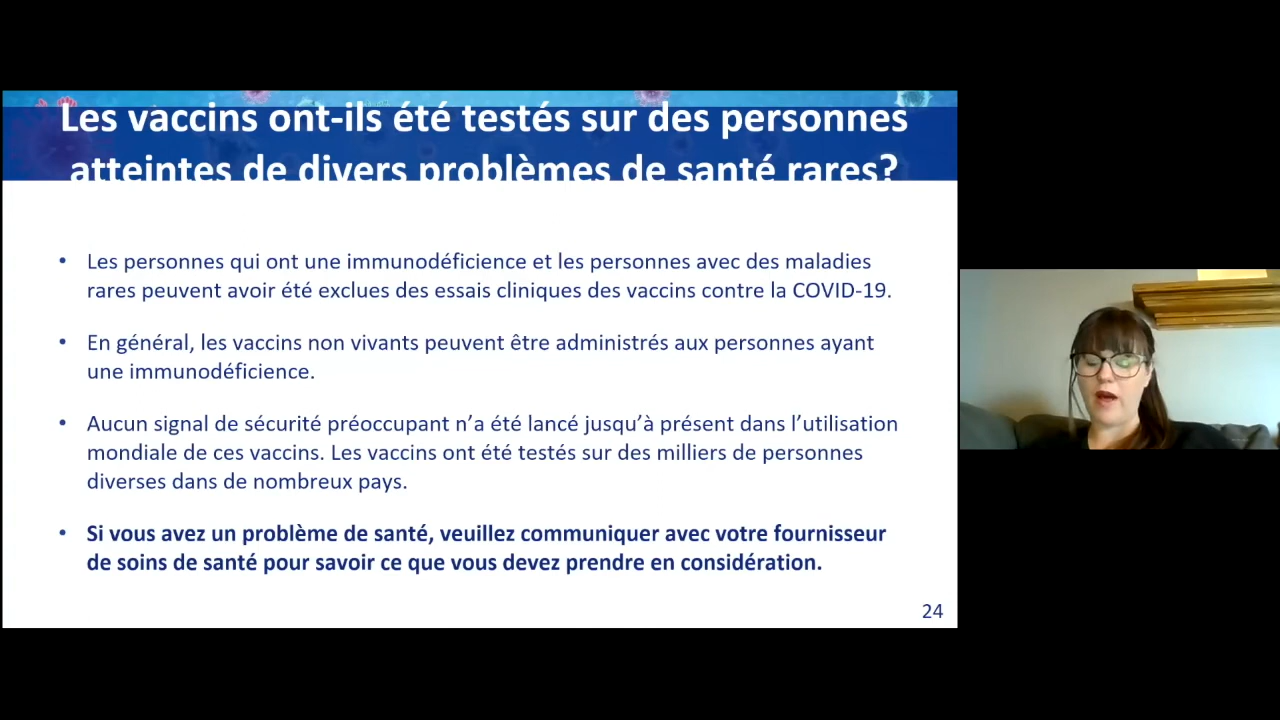 Les vaccins ont-ils été testés sur des personnes
atteintes de divers problèmes de santé rares?
• Les personnes qui ont une immunodéficience et les personnes avec des maladies
rares peuvent avoir été exclues des essais cliniques des vaccins contre la COVID-19.
• En général, les vaccins non vivants peuvent être administrés aux personnes ayant
une immunodéficience.
• Aucun signal de sécurité préoccupant n’a été lancé jusqu’à présent dans l’utilisation
mondiale de ces vaccins. Les vaccins ont été testés sur des milliers de personnes
diverses dans de nombreux pays.
• Si vous avez un problème de santé, veuillez communiquer avec votre fournisseur
de soins de santé pour savoir ce que vous devez prendre en considération.
24